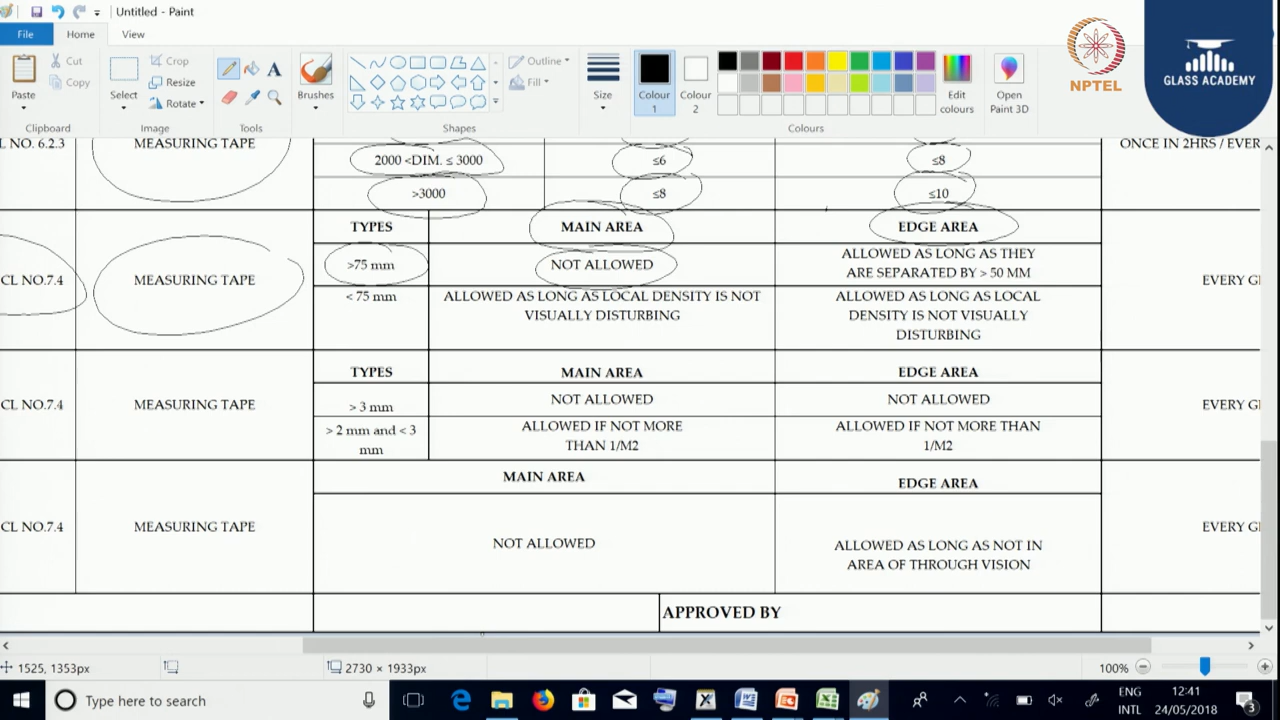 Untitled - Paint
File Home View
Paste
Cut
Copy
Clipboard
Select
Crop
Resize
Rotate
Image
A
Tools
Brushes
Outline
Fill
Shapes
Size
Colour 1
Colour 2
Edit colours
Open Paint 3D
Colours
NPTEL
GLASS ACADEMY
L NO. 6.2.3 MEASURING TAPE ONCE IN 2HRS / EVER
2000 <DIM. ≤ 3000 ≤6 ≤8
>3000 ≤8 ≤10
TYPES MAIN AREA EDGE AREA
CL NO.7.4 MEASURING TAPE EVERY GI
>75 mm NOT ALLOWED ALLOWED AS LONG AS THEY
ARE SEPARATED BY > 50 MM
< 75 mm ALLOWED AS LONG AS LOCAL DENSITY IS NOT
VISUALLY DISTURBING
ALLOWED AS LONG AS LOCAL
DENSITY IS NOT VISUALLY
DISTURBING
TYPES MAIN AREA EDGE AREA
CL NO.7.4 MEASURING TAPE EVERY GI
> 3 mm NOT ALLOWED NOT ALLOWED
> 2 mm and < 3
mm
ALLOWED IF NOT MORE
THAN 1/M2
ALLOWED IF NOT MORE THAN
1/M2
MAIN AREA EDGE AREA
CL NO.7.4 MEASURING TAPE EVERY GI
NOT ALLOWED
ALLOWED AS LONG AS NOT IN
AREA OF THROUGH VISION
APPROVED BY
1525, 1353px 2730 × 1933px 100%
Type here to search
ENG
INTL
12:41
24/05/2018
3